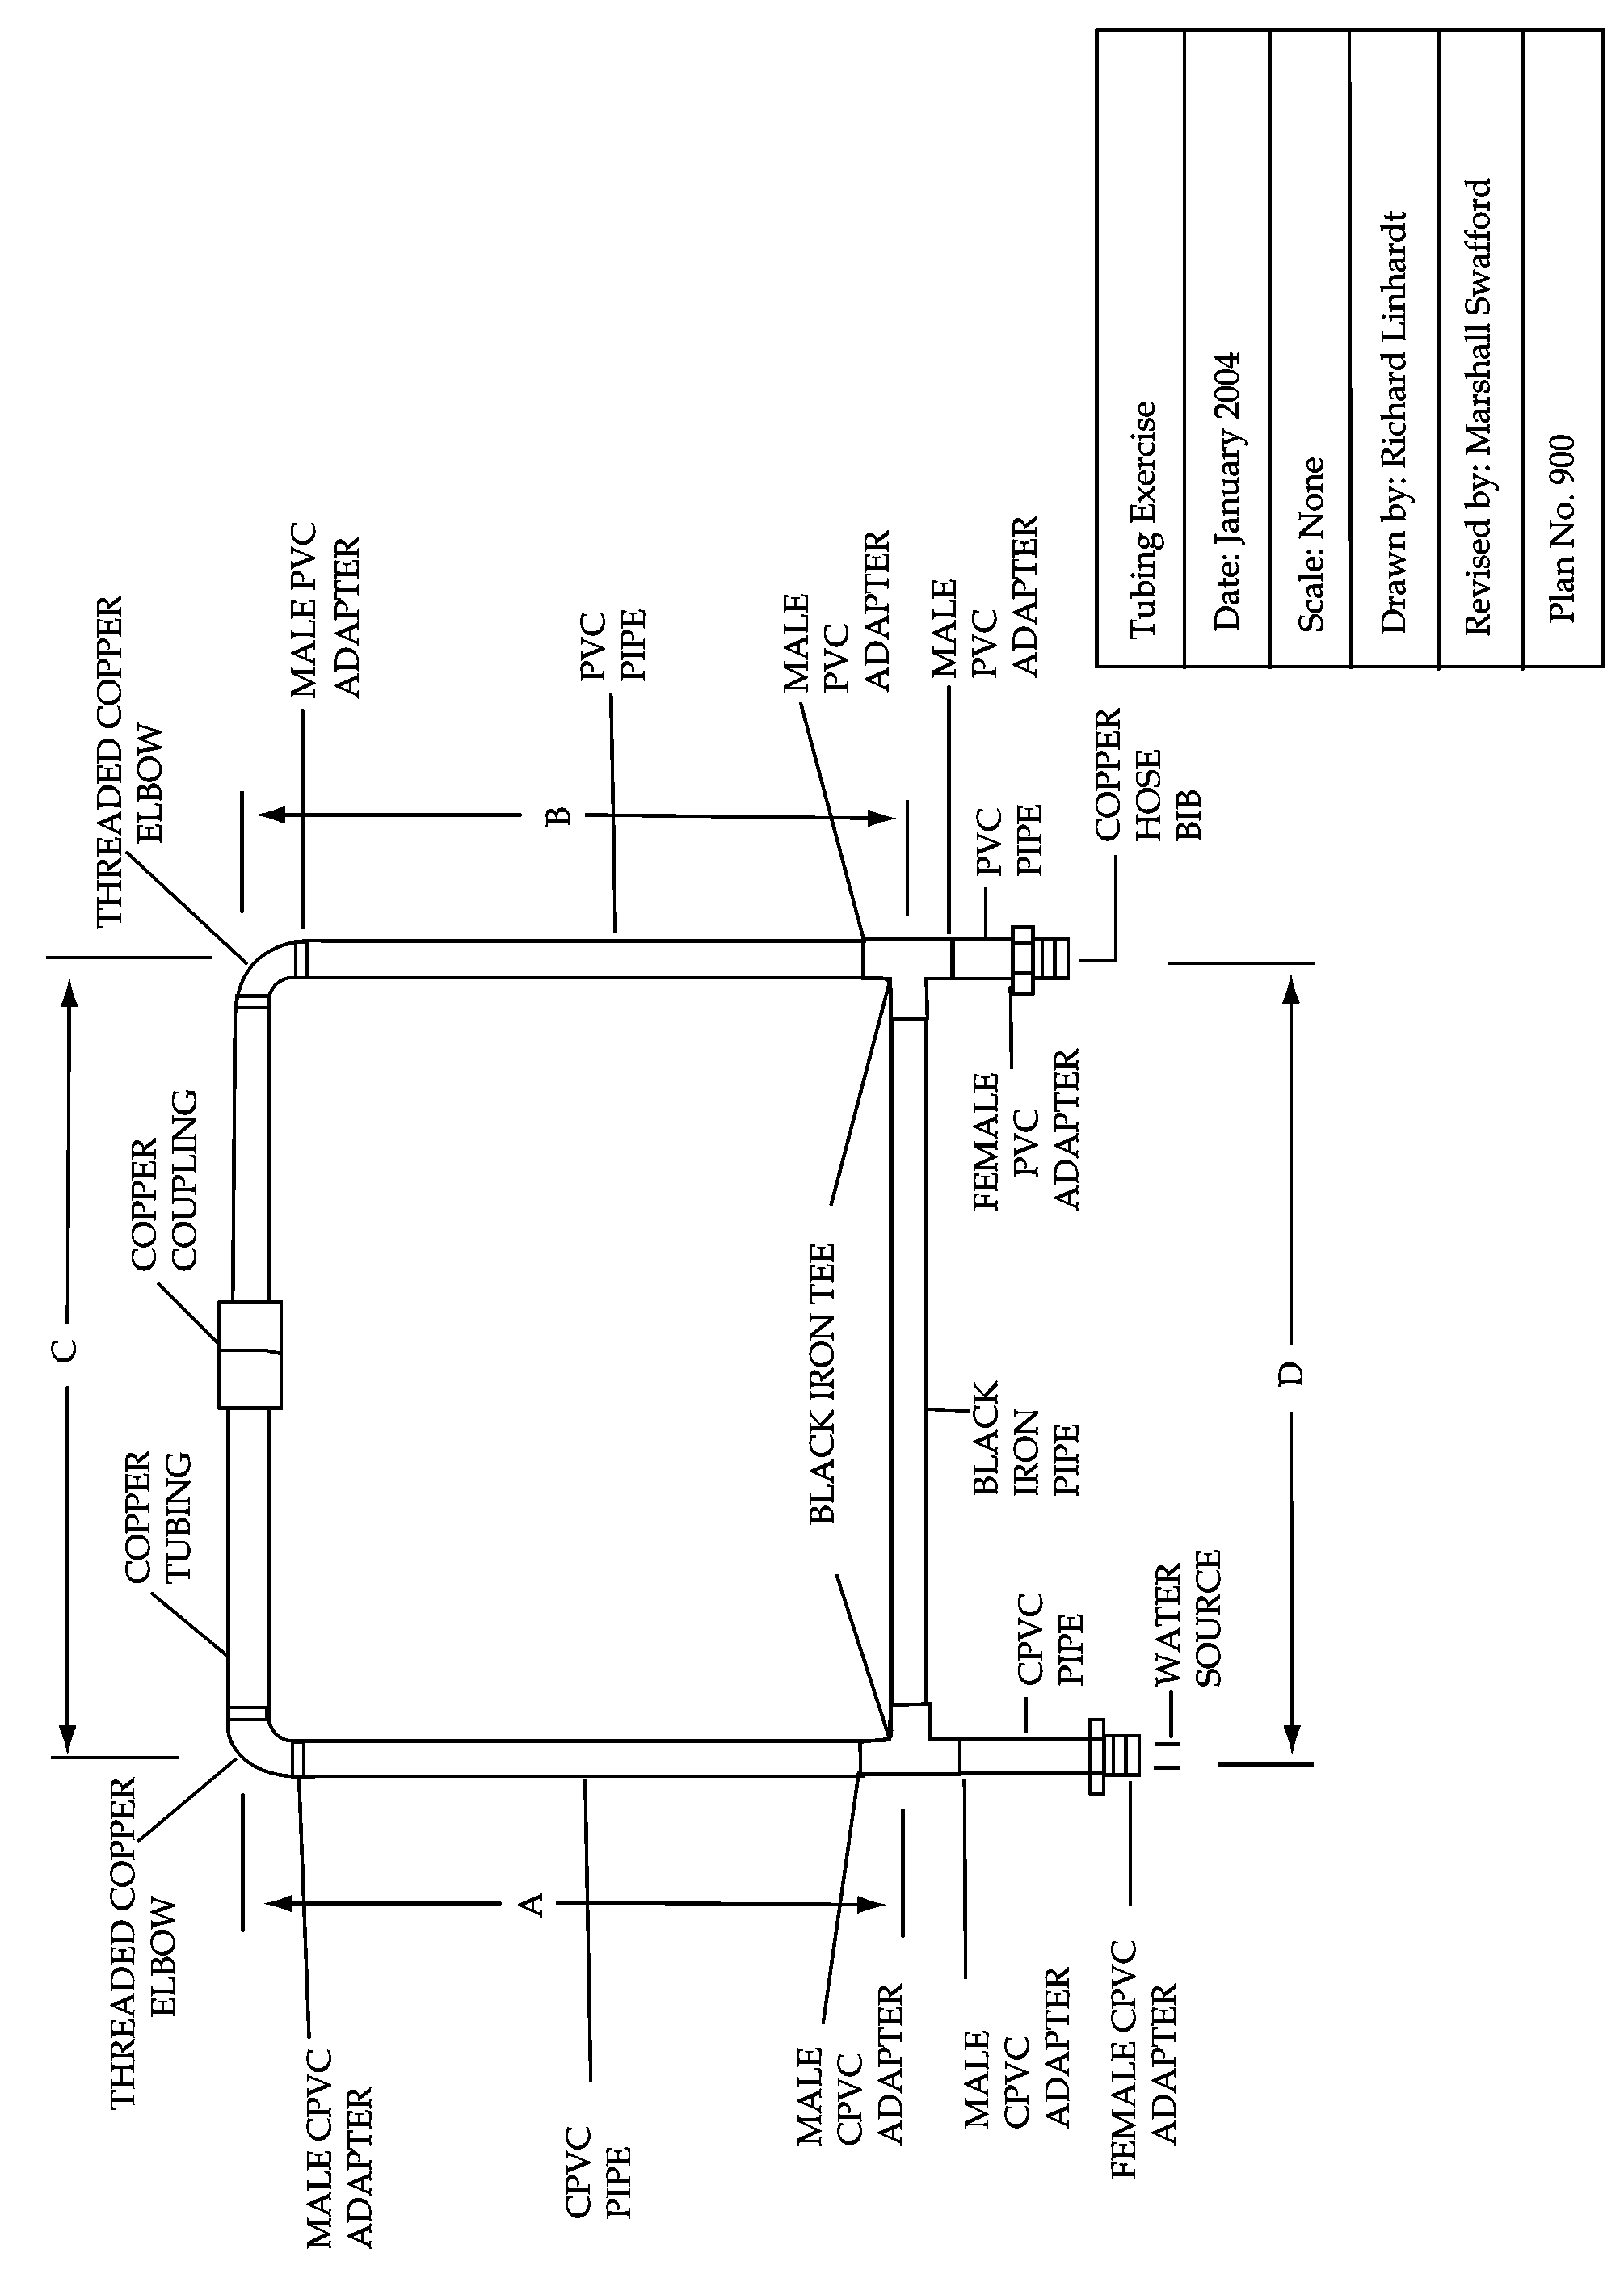 THREADED COPPER
ELBOW
MALE CPVC
ADAPTER
CPVC
PIPE
A
MALE
CPVC
ADAPTER
MALE
CPVC
ADAPTER
FEMALE CPVC
ADAPTER
COPPER
TUBING
C
COPPER
COUPLING
BLACK IRON TEE
BLACK
IRON
PIPE
CPVC
PIPE
WATER
SOURCE
D
FEMALE
PVC
ADAPTER
THREADED COPPER
ELBOW
MALE PVC
ADAPTER
B
PVC
PIPE
MALE
PVC
ADAPTER
MALE
PVC
ADAPTER
PVC
PIPE
COPPER
HOSE
BIB
Tubing Exercise
Date: January 2004
Scale: None
Drawn by: Richard Linhardt
Revised by: Marshall Swafford
Plan No. 900